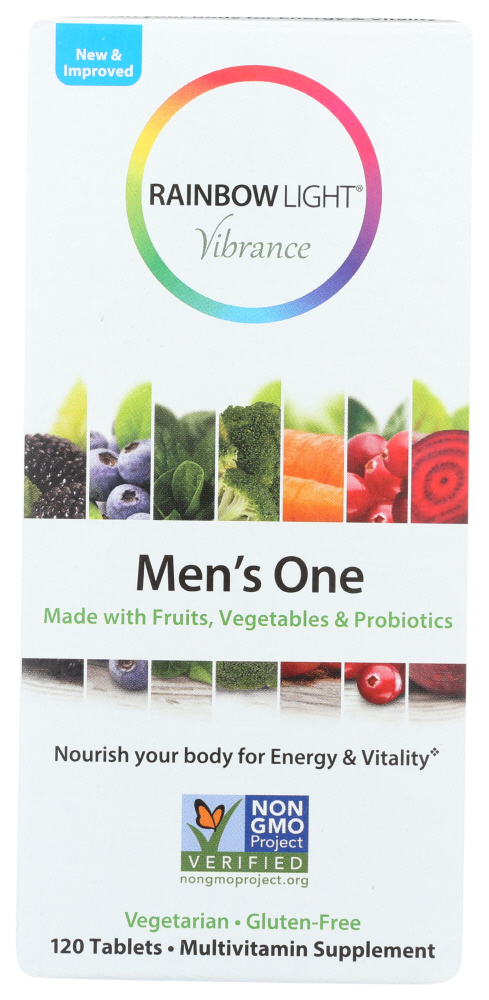 New &
Improved
RAINBOW LIGHT®
Vibrance
Men's One
Made with Fruits, Vegetables & Probiotics
Nourish your body for Energy & Vitality❖
NON
GMO
Project
VERIFIED
nongmoproject.org
Vegetarian • Gluten-Free
120 Tablets • Multivitamin Supplement